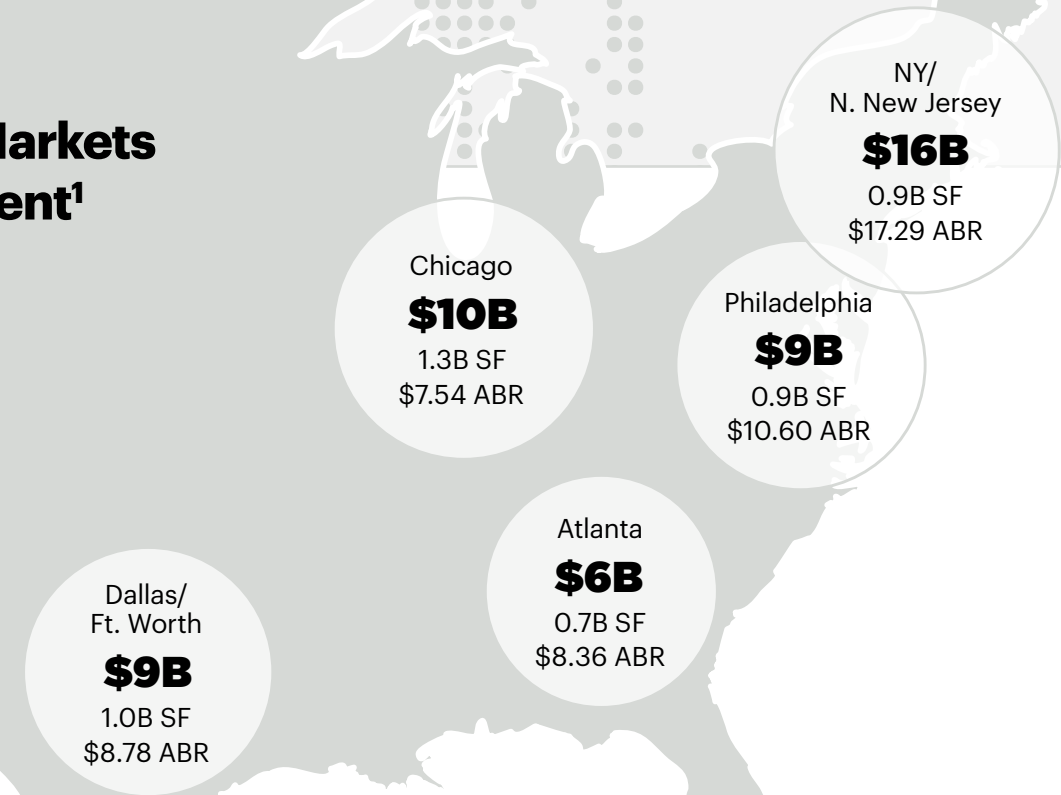 ent¹
NY/
N. New Jersey
$16B
0.9B SF
$17.29 ABR
Chicago
$10B
1.3B SF
$7.54 ABR
Philadelphia
$9B
0.9B SF
$10.60 ABR
Atlanta
$6B
0.7B SF
$8.36 ABR
Dallas/
Ft. Worth
$9B
1.0B SF
$8.78 ABR